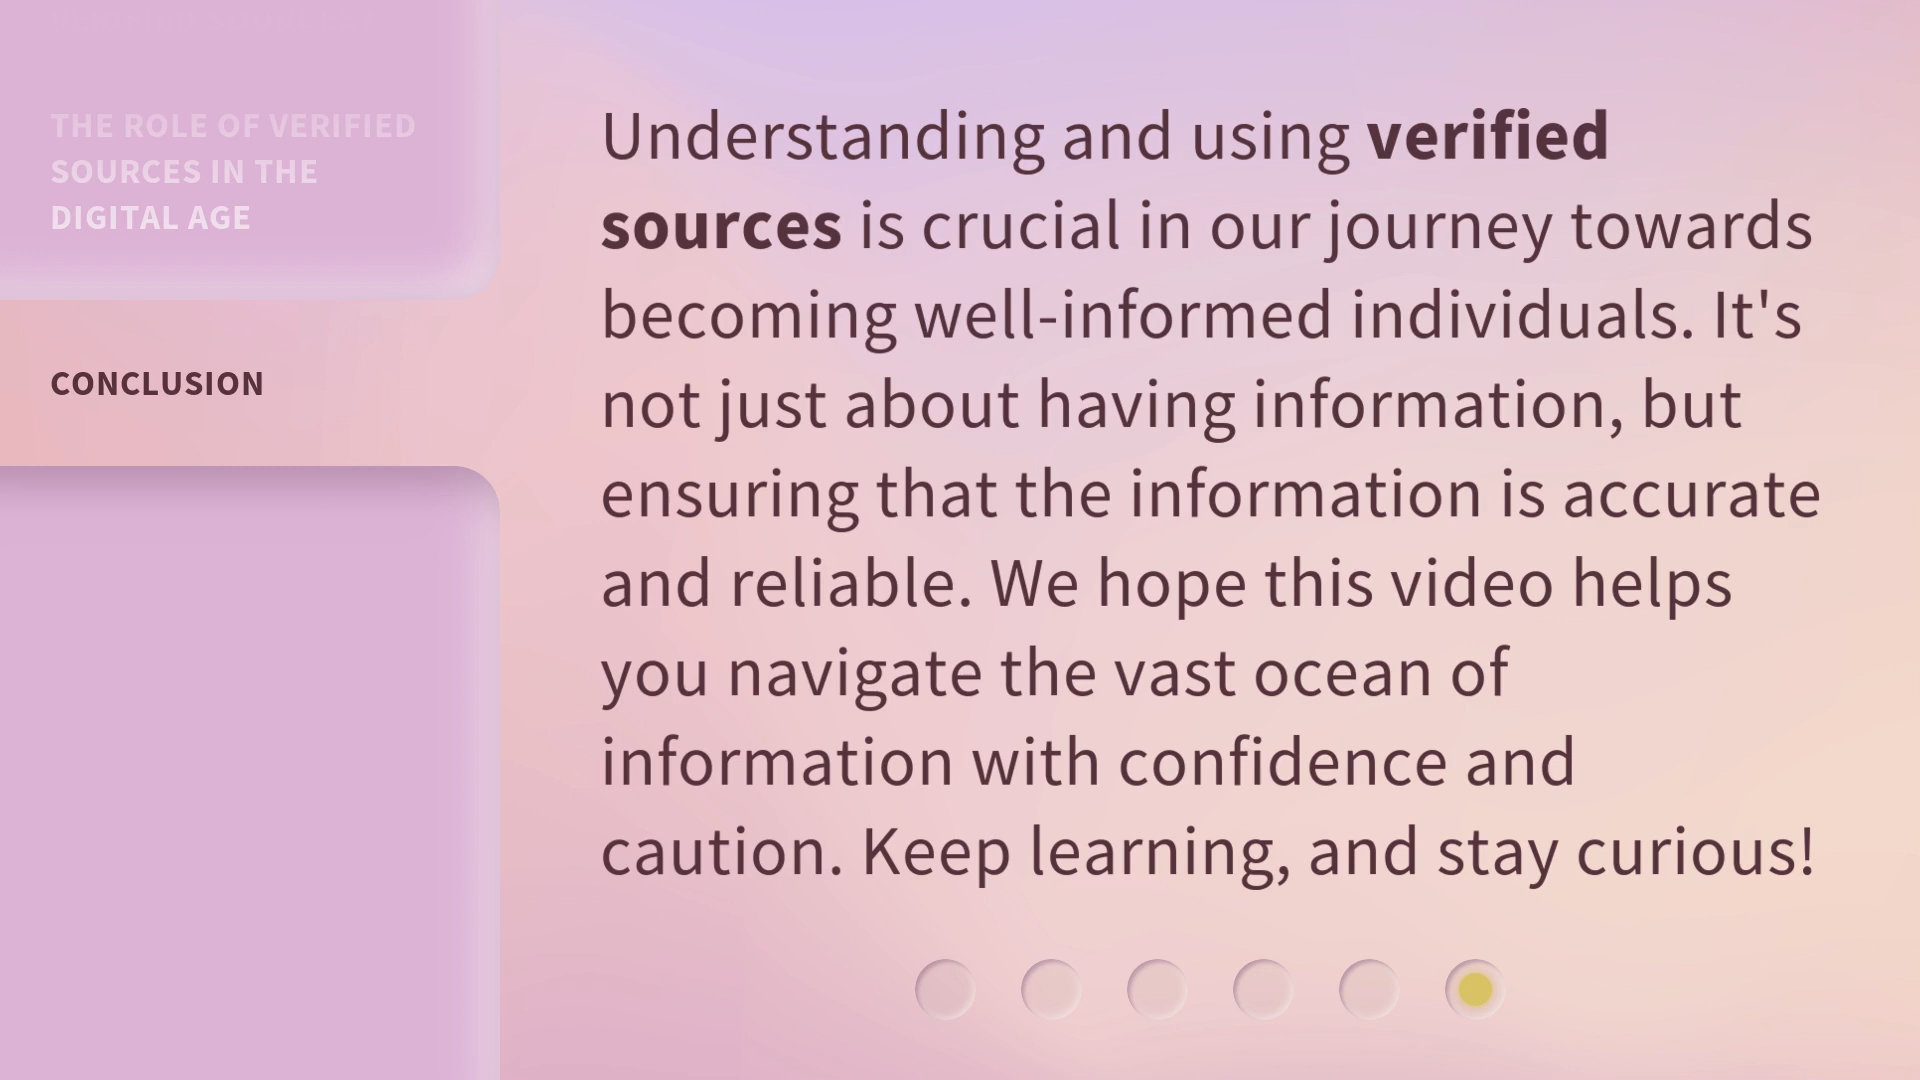 THE ROLE OF VERIFIED
SOURCES IN THE
DIGITAL AGE
CONCLUSION
Understanding and using verified
sources is crucial in our journey towards
becoming well-informed individuals. It's
not just about having information, but
ensuring that the information is accurate
and reliable. We hope this video helps
you navigate the vast ocean of
information with confidence and
caution. Keep learning, and stay curious!